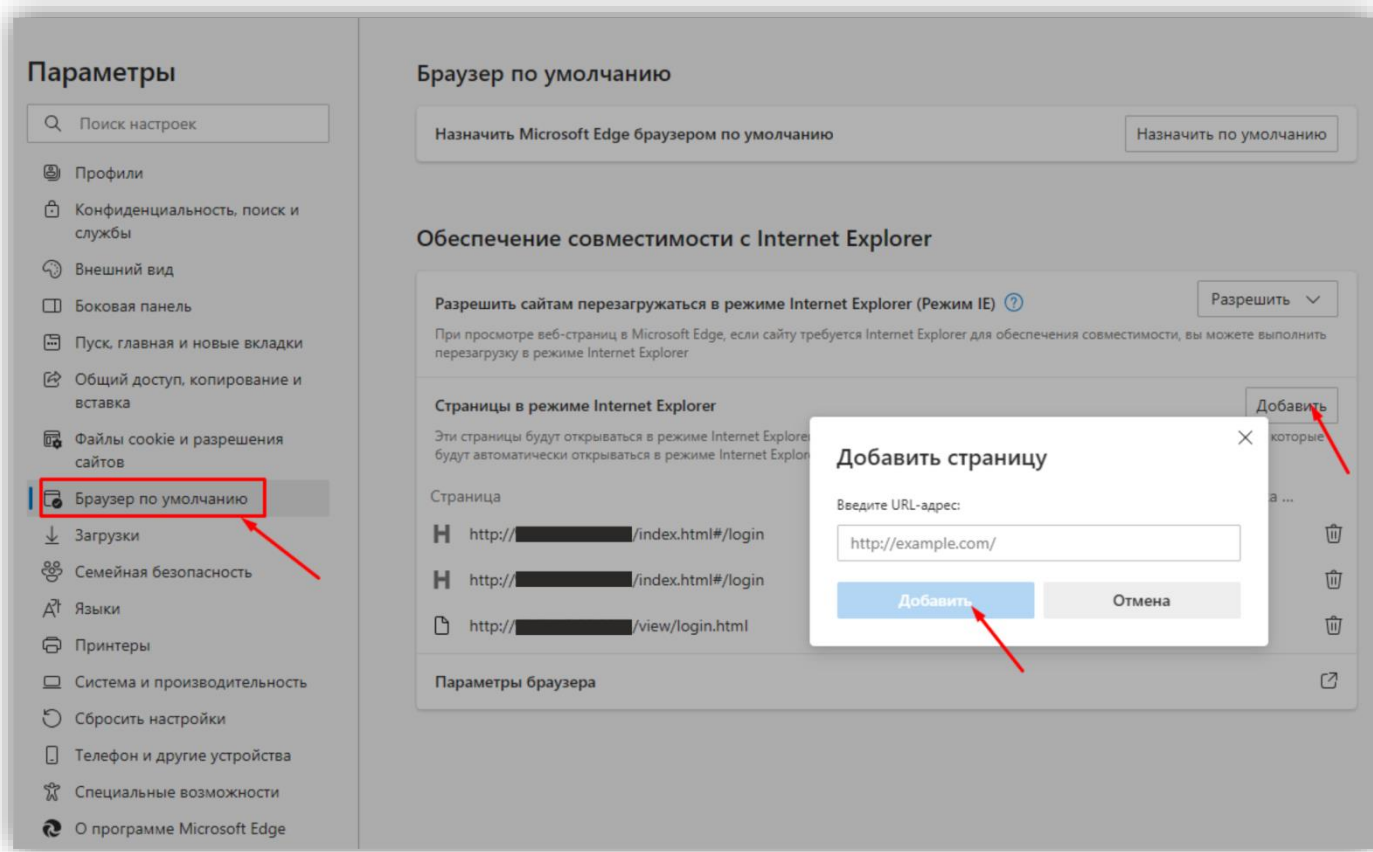 Параметры
Поиск настроек
Профили
Конфиденциальность, поиск и
службы
Внешний вид
Боковая панель
Пуск, главная и новые вкладки
Общий доступ, копирование и
вставка
Файлы cookie и разрешения
сайтов
Браузер по умолчанию
Загрузки
Семейная безопасность
Языки
Принтеры
Система и производительность
Сбросить настройки
Телефон и другие устройства
Специальные возможности
О программе Microsoft Edge
Браузер по умолчанию
Назначить Microsoft Edge браузером по умолчанию
Назначить по умолчанию
Обеспечение совместимости с Internet Explorer
Разрешить сайтам перезагружаться в режиме Internet Explorer (Режим IE)
Разрешить
При просмотре веб-страниц в Microsoft Edge, если сайту требуется Internet Explorer для обеспечения совместимости, вы можете выполнить
перезагрузку в режиме Internet Explorer
Страницы в режиме Internet Explorer
Добавить
Эти страницы будут открываться в режиме Internet Explore
которые
будут автоматически открываться в режиме Internet Explor
Страница
а ...
http:// /index.html#/login
http:// /index.html#/login
http:// /view/login.html
Параметры браузера
Добавить страницу
Введите URL-адрес:
http://example.com/
Добавить
Отмена